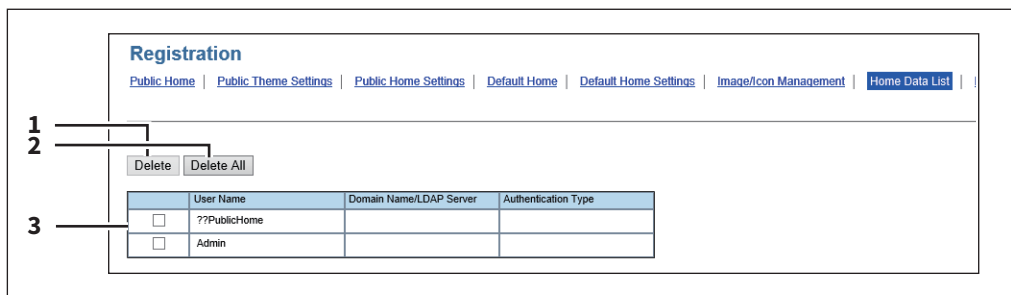 Registration
Public Home | Public Theme Settings | Public Home Settings | Default Home | Default Home Settings | Image/Icon Management | Home Data List |
1
2
Delete Delete All
User Name Domain Name/LDAP Server Authentication Type
3
??PublicHome
Admin